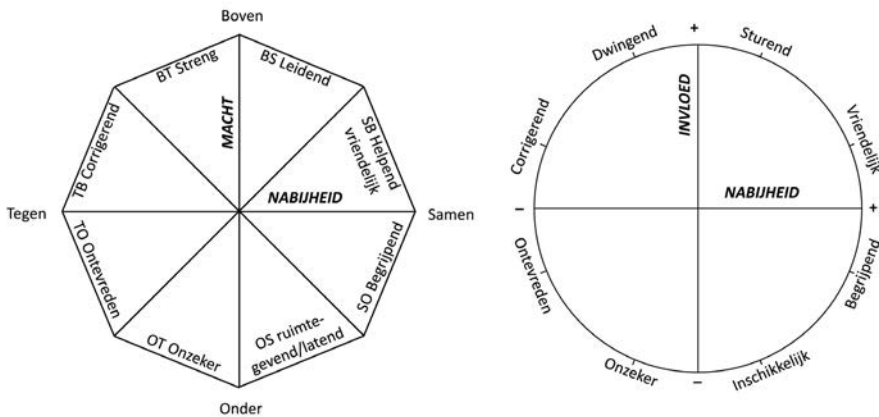 Boven
BT Streng
BS Leidend
MACHT
TB Corrigerend
SB Helpend
vriendelijk
NABIJHEID
Tegen
Samen
TO Ontevreden
SO Begrijpend
OT Onzeker
OS ruimte-
gevend/latend
Onder
+
Dwingend
Sturend
INVLOED
Corrigerend
Vriendelijk
NABIJHEID
–
+
Ontevreden
Begrijpend
Onzeker
–
Inschikkelijk